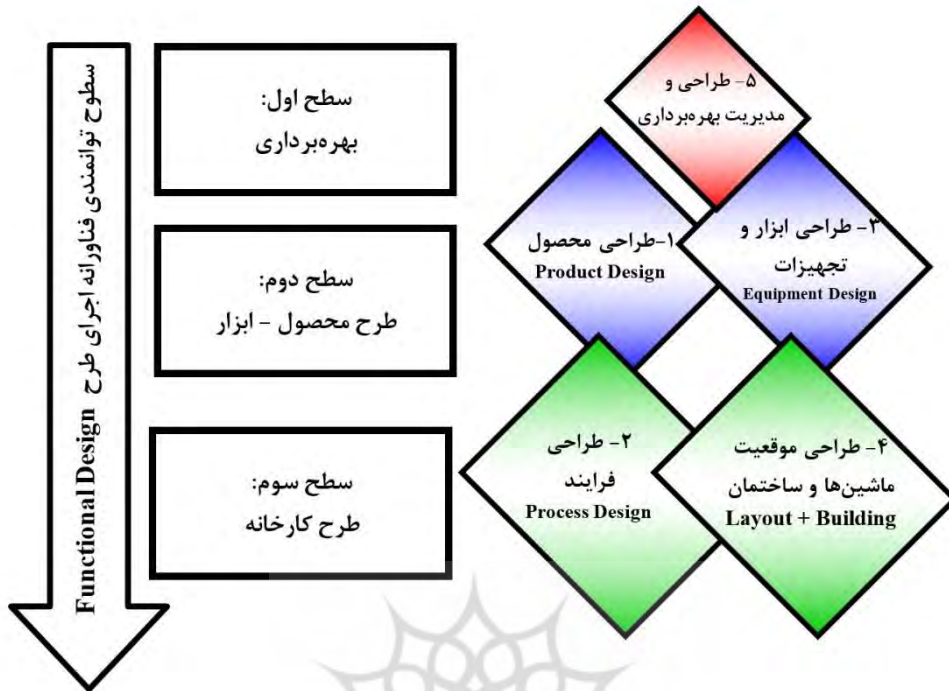 سطوح توانمندی فناورانه اجرای طرح Functional Design
سطح اول:
بهره‌برداری
سطح دوم:
طرح محصول - ابزار
سطح سوم:
طرح کارخانه
۵- طراحی و
مدیریت بهره‌برداری
۱-طراحی محصول
Product Design
۳- طراحی ابزار و
تجهیزات
Equipment Design
۲- طراحی
فرایند
Process Design
۴- طراحی موقعیت
ماشین‌ها و ساختمان
Layout + Building